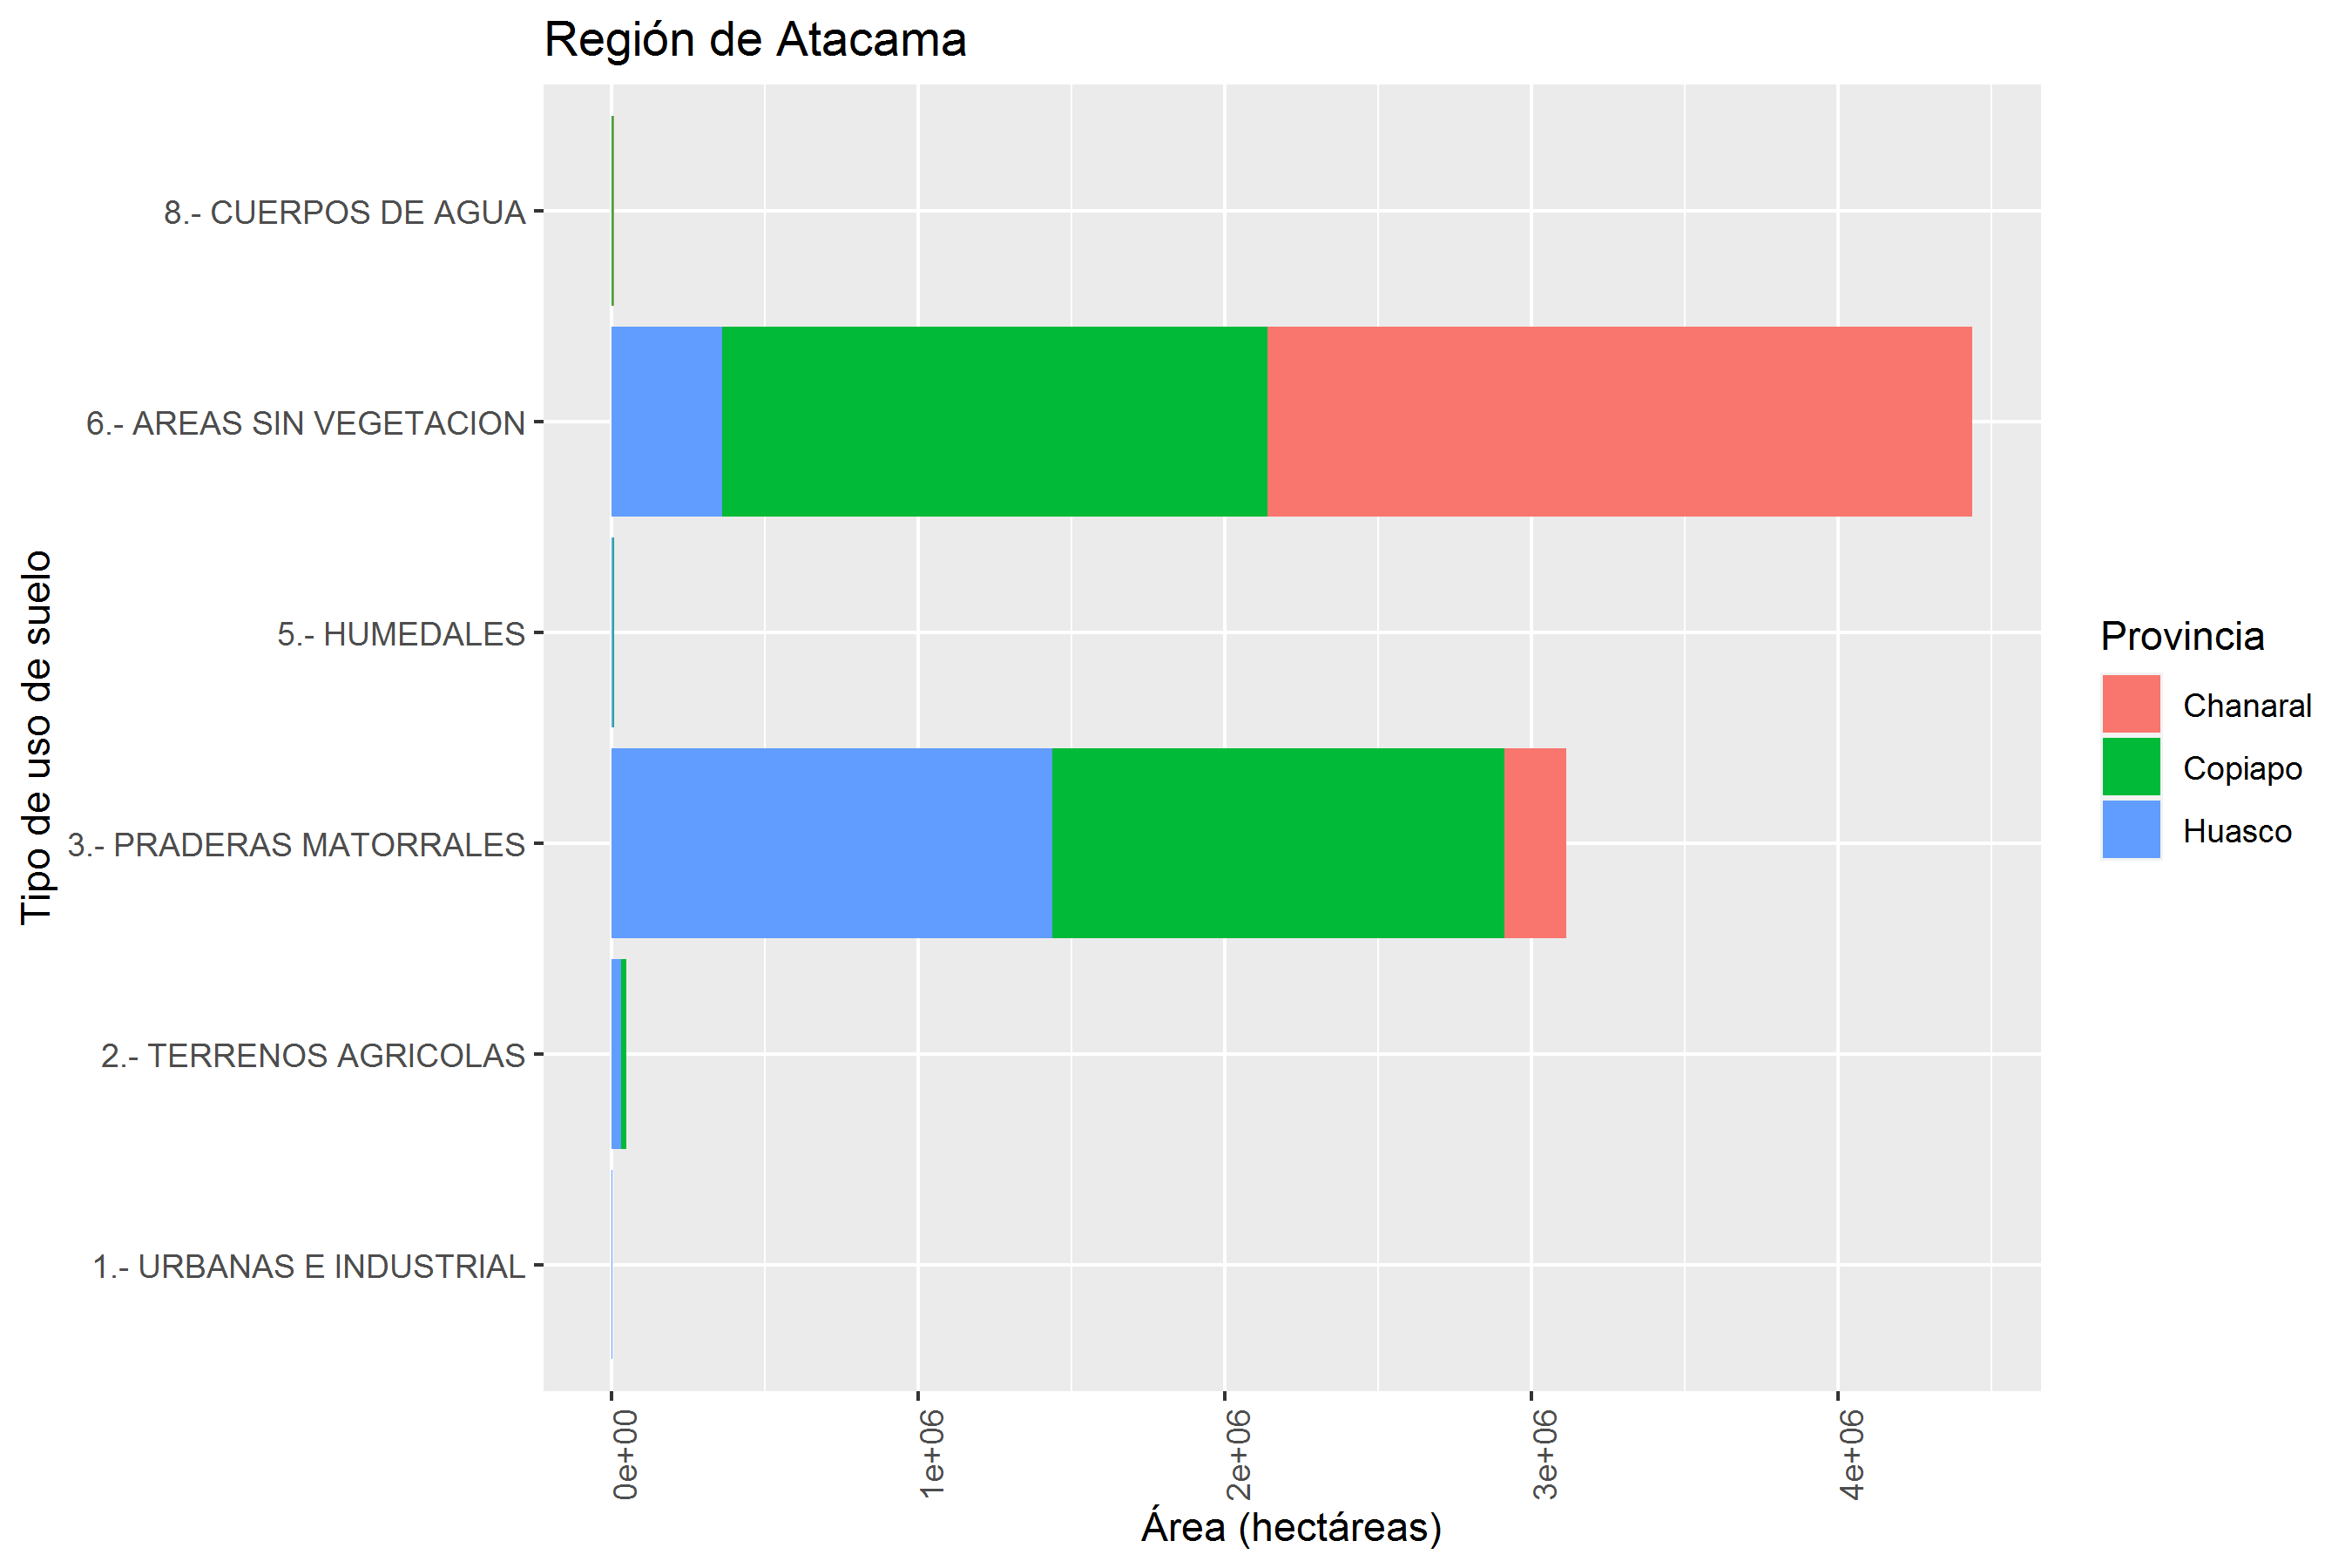 Región de Atacama
Tipo de uso de suelo
8.- CUERPOS DE AGUA
6.- AREAS SIN VEGETACION
5.- HUMEDALES
3.- PRADERAS MATORRALES
2.- TERRENOS AGRICOLAS
1.- URBANAS E INDUSTRIAL
0e+00
1e+06
2e+06
3e+06
4e+06
Área (hectáreas)
Provincia
Chanaral
Copiapo
Huasco